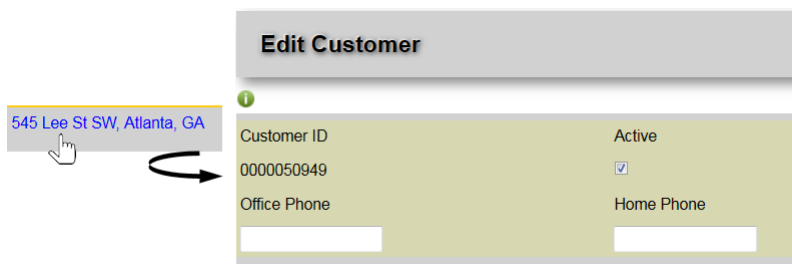 Edit Customer
i
545 Lee St SW, Atlanta, GA
Customer ID Active
0000050949
Office Phone Home Phone